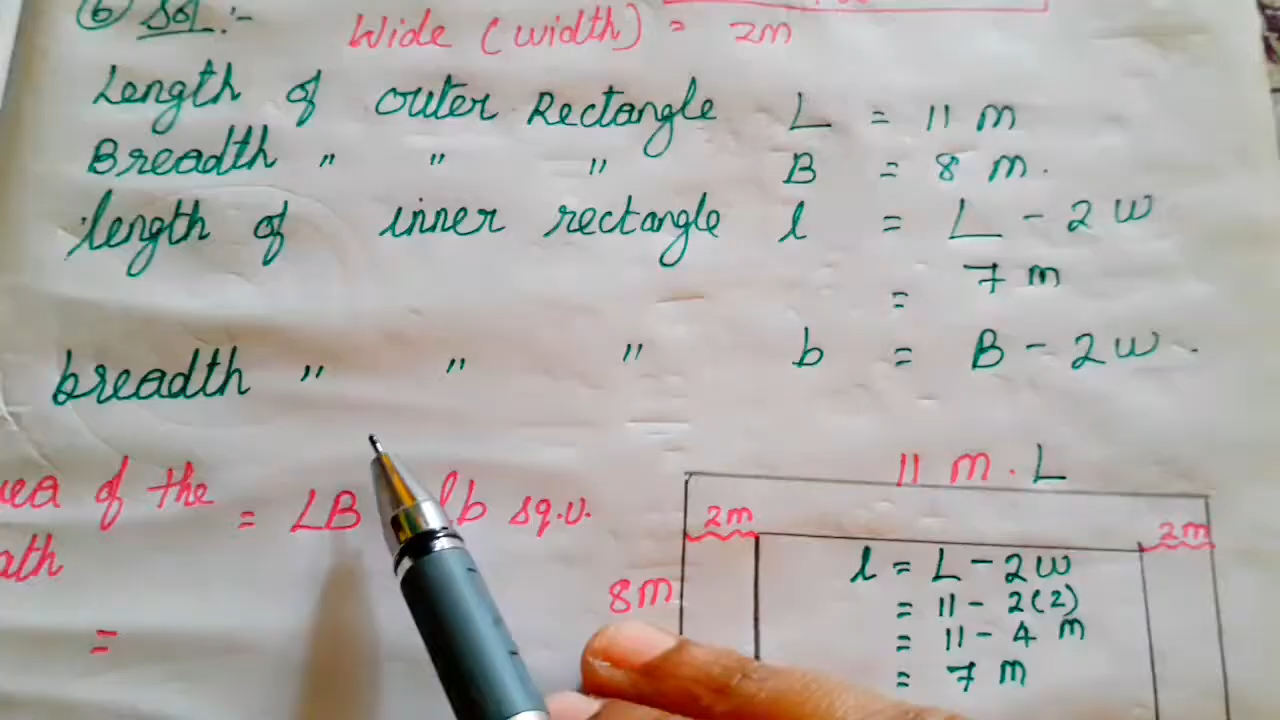 6 Sol :-
Wide (width) = 2m
Length of outer Rectangle L = 11 m
Breadth " " " B = 8 m.
length of inner rectangle l = L - 2w
= 7 m
breadth " " " b = B - 2w.
11 m. L
of the = LB lb sq.u.
2m 2m
l = L - 2w
8m = 11 - 2(2)
= 11 - 4 m
= = 7 m